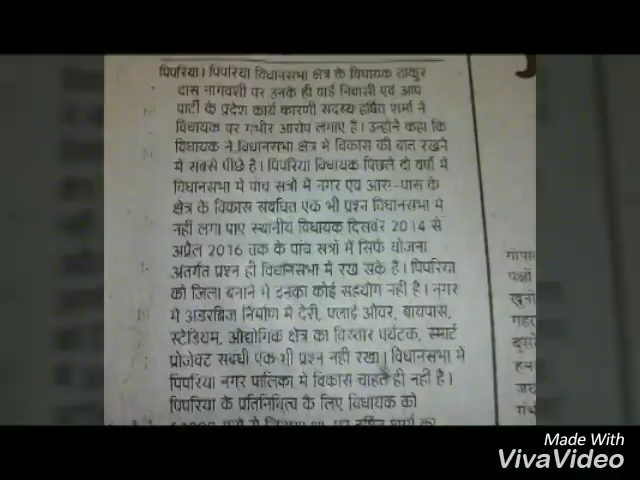 पिपरिया। पिपरिया विधानसभा क्षेत्र के विधायक ठाकुर
दास नागवंशी पर उनके ही वार्ड निवासी एवं आप
पार्टी के प्रदेश कार्य कारणी सदस्य हर्षित शर्मा ने
विधायक पर गंभीर आरोप लगाए है। उन्होने कहा कि
विधायक ने विधानसभा क्षेत्र में विकास की बात रखने
में सबसे पीछे है। पिपरिया विधायक पिछले दो वर्षों में
विधानसभा में पांच सत्रों में नगर एवं आस-पास के
क्षेत्र के विकास संबंधित एक भी प्रश्न विधानसभा में
नहीं लगा पाए स्थानीय विधायक दिसंबर 2014 से
अप्रैल 2016 तक के पांच सत्रों में सिर्फ योजना
अंतर्गत प्रश्न ही विधानसभा में रख सके है। पिपरिया
को जिला बनाने में इनका कोई सहयोग नहीं है। नगर
में अंडरब्रिज निर्माण में देरी, फ्लाई ओवर, बायपास,
स्टेडियम, औद्योगिक क्षेत्र का विस्तार पर्यटक, स्मार्ट
प्रोजेक्ट संबंधी एक भी प्रश्न नही रखा। विधानसभा में
पिपरिया नगर पालिका में विकास चाहते ही नही है।
पिपरिया के प्रतिनिधित्व के लिए विधायक को
गोपा
पक्षों
गहर
दूस
Made With
VivaVideo